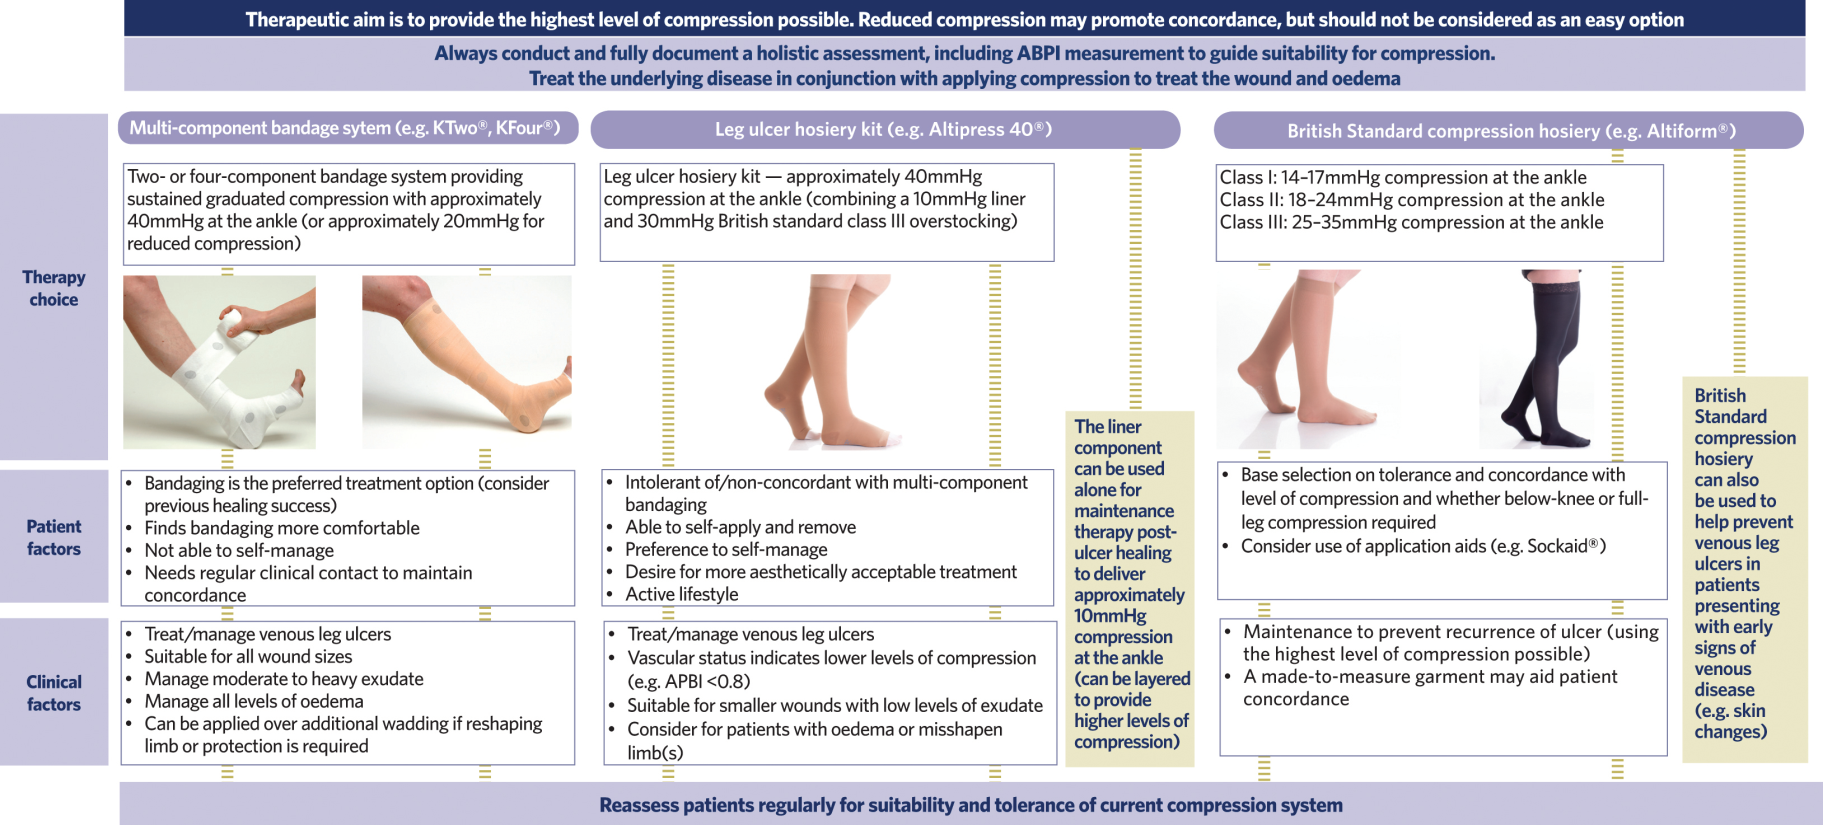 Therapeutic aim is to provide the highest level of compression possible. Reduced compression may promote concordance, but should not be considered as an easy option
Always conduct and fully document a holistic assessment, including ABPI measurement to guide suitability for compression.
Treat the underlying disease in conjunction with applying compression to treat the wound and oedema
Therapy
choice
Multi-component bandage sytem (e.g. KTwo®, KFour®)
Two- or four-component bandage system providing
sustained graduated compression with approximately
40mmHg at the ankle (or approximately 20mmHg for
reduced compression)
Leg ulcer hosiery kit (e.g. Altipress 40®)
Leg ulcer hosiery kit — approximately 40mmHg
compression at the ankle (combining a 10mmHg liner
and 30mmHg British standard class III overstocking)
British Standard compression hosiery (e.g. Altiform®)
Class I: 14–17mmHg compression at the ankle
Class II: 18–24mmHg compression at the ankle
Class III: 25–35mmHg compression at the ankle
Patient
factors
• Bandaging is the preferred treatment option (consider
previous healing success)
• Finds bandaging more comfortable
• Not able to self-manage
• Needs regular clinical contact to maintain
concordance
• Intolerant of/non-concordant with multi-component
bandaging
• Able to self-apply and remove
• Preference to self-manage
• Desire for more aesthetically acceptable treatment
• Active lifestyle
• Base selection on tolerance and concordance with
level of compression and whether below-knee or full-
leg compression required
• Consider use of application aids (e.g. Sockaid®)
Clinical
factors
• Treat/manage venous leg ulcers
• Suitable for all wound sizes
• Manage moderate to heavy exudate
• Manage all levels of oedema
• Can be applied over additional wadding if reshaping
limb or protection is required
• Treat/manage venous leg ulcers
• Vascular status indicates lower levels of compression
(e.g. APBI <0.8)
• Suitable for smaller wounds with low levels of exudate
• Consider for patients with oedema or misshapen
limb(s)
• Maintenance to prevent recurrence of ulcer (using
the highest level of compression possible)
• A made-to-measure garment may aid patient
concordance
The liner
component
can be used
alone for
maintenance
therapy post-
ulcer healing
to deliver
approximately
10mmHg
compression
at the ankle
(can be layered
to provide
higher levels of
compression)
British
Standard
compression
hosiery
can also
be used to
help prevent
venous leg
ulcers in
patients
presenting
with early
signs of
venous
disease
(e.g. skin
changes)
Reassess patients regularly for suitability and tolerance of current compression system